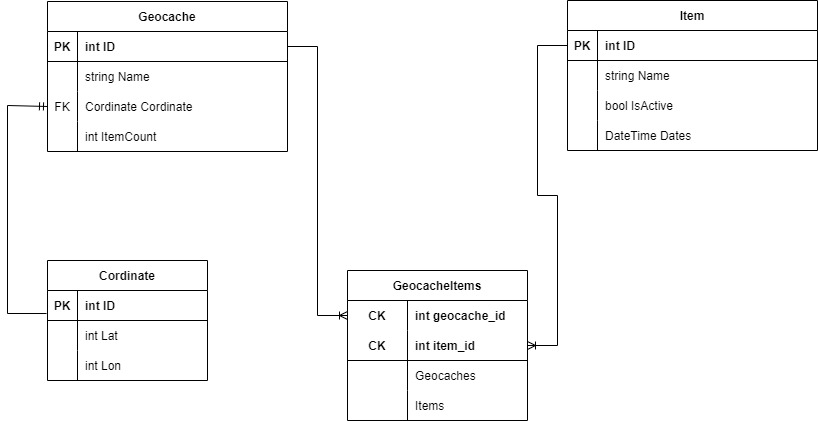 Geocache
PK int ID
string Name
FK Cordinate Cordinate
int ItemCount
Item
PK int ID
string Name
bool IsActive
DateTime Dates
Cordinate
PK int ID
int Lat
int Lon
GeocacheItems
CK int geocache_id
CK int item_id
Geocaches
Items